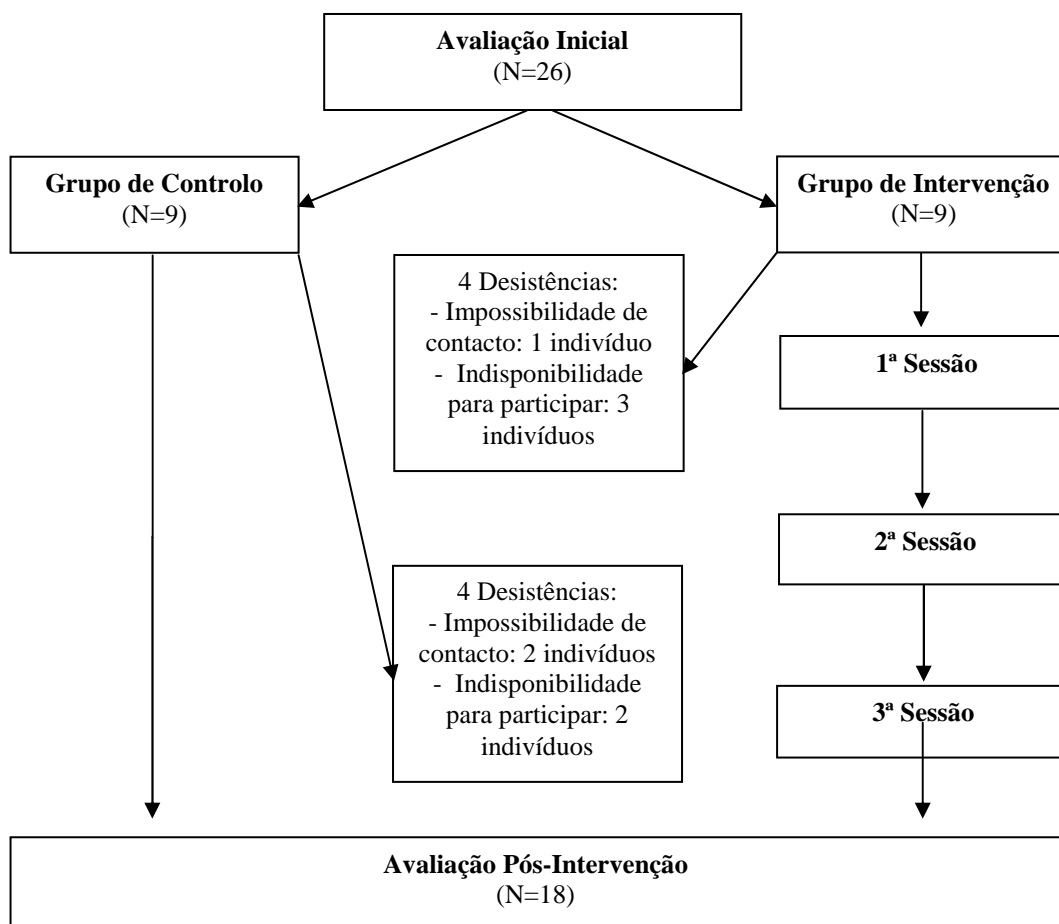 Avaliação Inicial
(N=26)
Grupo de Controlo
(N=9)
Grupo de Intervenção
(N=9)
4 Desistências:
- Impossibilidade de
contacto: 1 indivíduo
- Indisponibilidade
para participar: 3
indivíduos
1ª Sessão
2ª Sessão
4 Desistências:
- Impossibilidade de
contacto: 2 indivíduos
- Indisponibilidade
para participar: 2
indivíduos
3ª Sessão
Avaliação Pós-Intervenção
(N=18)